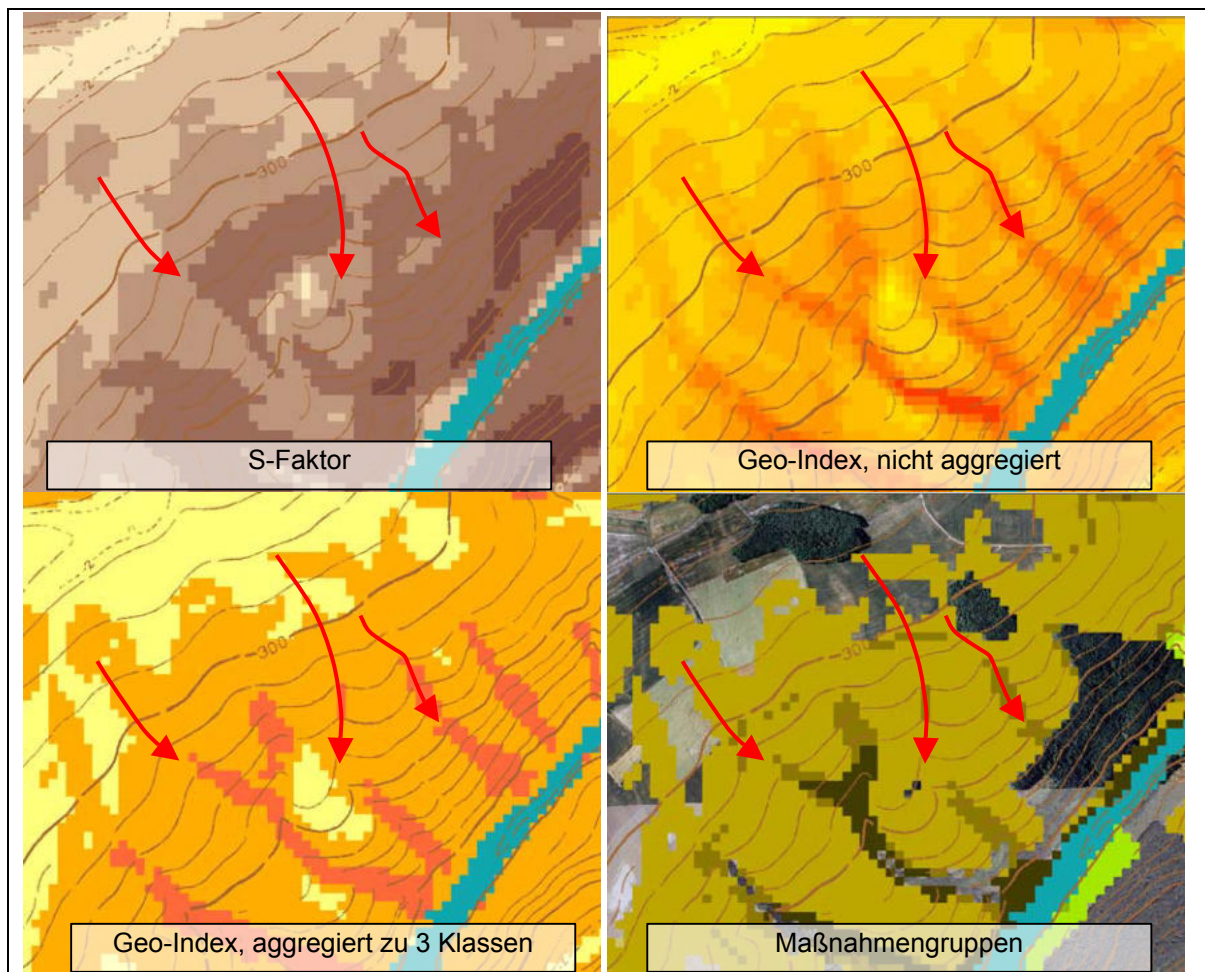 300
S-Faktor
300
Geo-Index, nicht aggregiert
300
Geo-Index, aggregiert zu 3 Klassen
300
Maßnahmengruppen